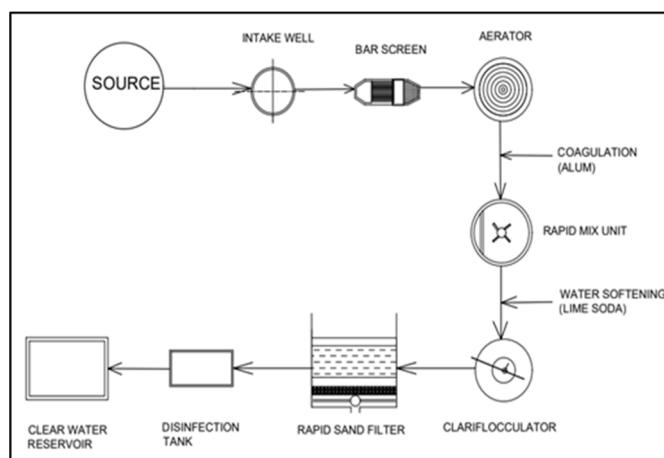 INTAKE WELL
BAR SCREEN
AERATOR
SOURCE
COAGULATION
(ALUM)
RAPID MIX UNIT
WATER SOFTENING
(LIME SODA)
CLEAR WATER
RESERVOIR
DISINFECTION
TANK
RAPID SAND FILTER
CLARIFLOCCULATOR